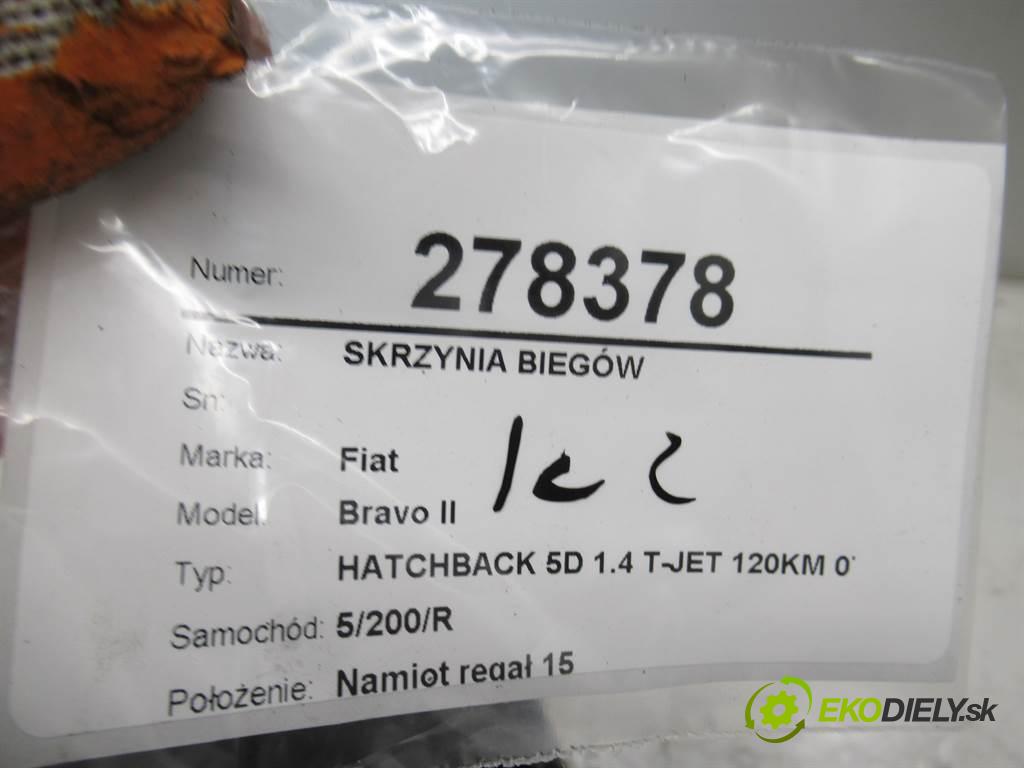 Numer: 278378
Nazwa: SKRZYNIA BIEGÓW
Sn:
Marka: Fiat
Model: Bravo II
Typ: HATCHBACK 5D 1.4 T-JET 120KM 0
Samochód: 5/200/R
Położenie: Namiot regał 15
EKODIELY.sk